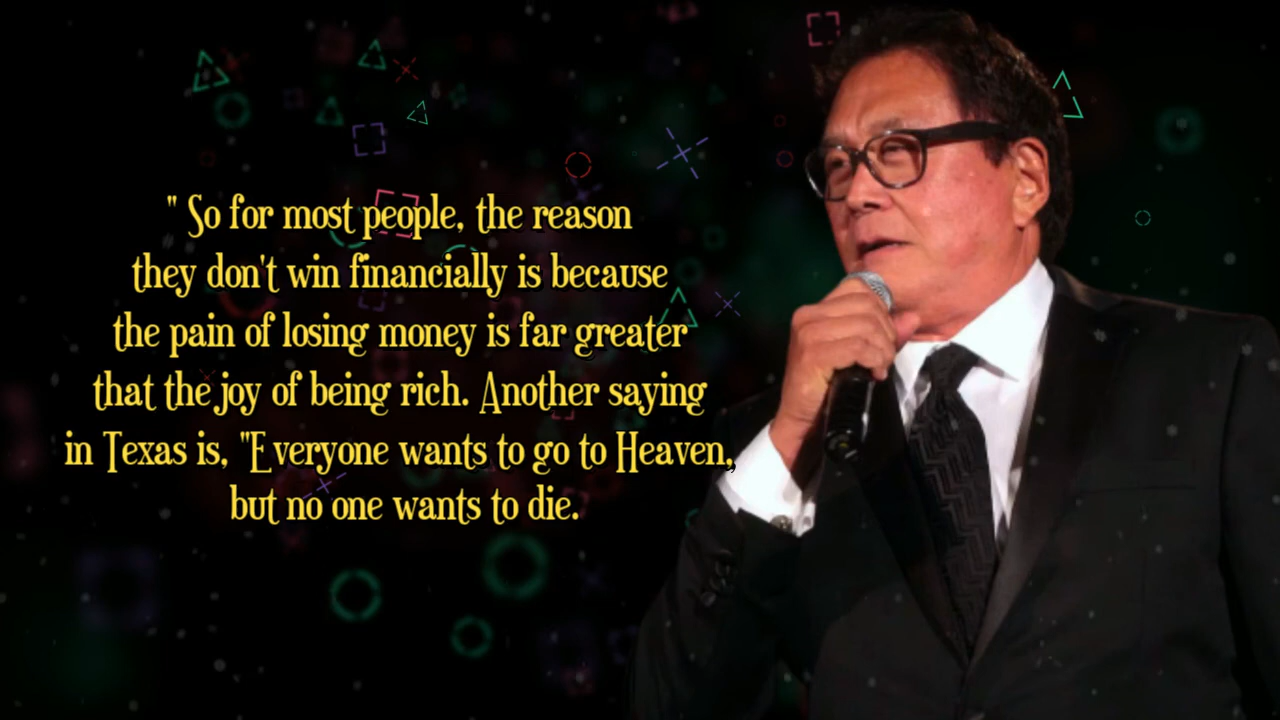 " So for most people, the reason
they don't win financially is because
the pain of losing money is far greater
that the joy of being rich. Another saying
in Texas is, "Everyone wants to go to Heaven,
but no one wants to die.